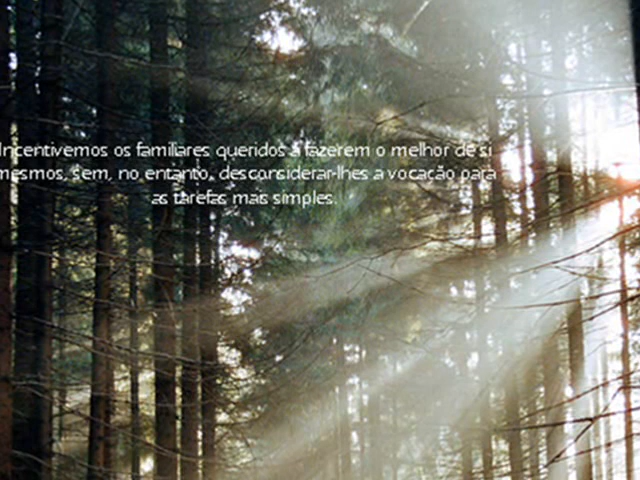 Incentivemos os familiares queridos a fazerem o melhor de si
mesmos, sem, no entanto, desconsiderar-lhes a vocação para
as tarefas mais simples.